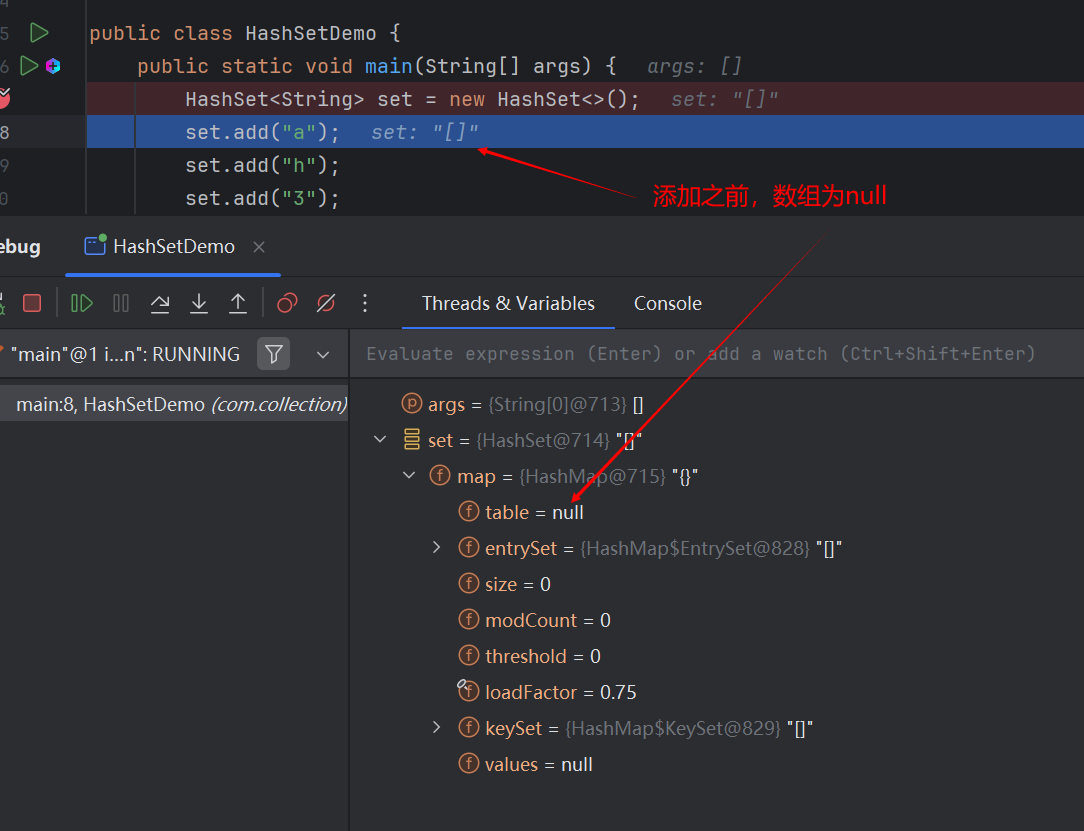 5 public class HashSetDemo {
6 public static void main(String[] args) { args: []
HashSet<String> set = new HashSet<>(); set: "[]"
8 set.add("a"); set: "[]"
9 set.add("h");
0 set.add("3");
添加之前，数组为null
ebug HashSetDemo
Threads & Variables Console
"main"@1 i...n": RUNNING
Evaluate expression (Enter) or add a watch (Ctrl+Shift+Enter)
main:8, HashSetDemo (com.collection)
p args = {String[0]@713} []
set = {HashSet@714} "[]"
f map = {HashMap@715} "{}"
f table = null
f entrySet = {HashMap$EntrySet@828} "[]"
f size = 0
f modCount = 0
f threshold = 0
f loadFactor = 0.75
f keySet = {HashMap$KeySet@829} "[]"
f values = null